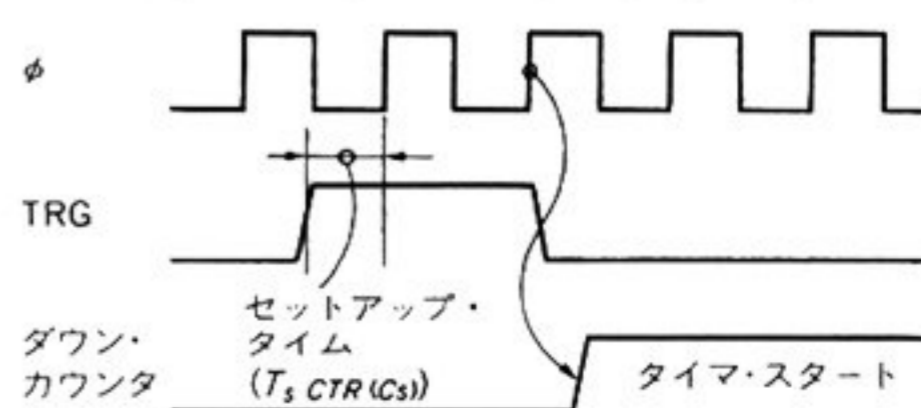 φ
TRG
セットアップ・
タイム
(Ts CTR (Cs))
ダウン・
カウンタ
タイマ・スタート